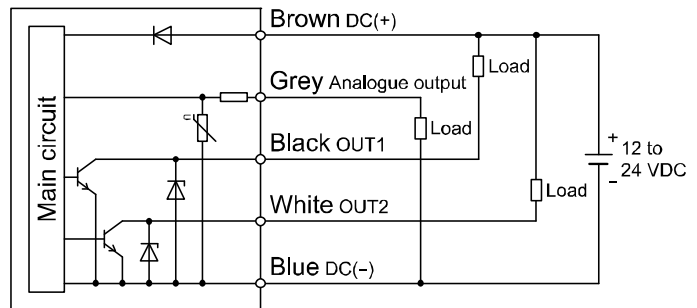 Brown DC(+)
Load
Grey Analogue output
Load
Main circuit
Black OUT1
+ 12 to
- 24 VDC
Load
White OUT2
Blue DC(−)